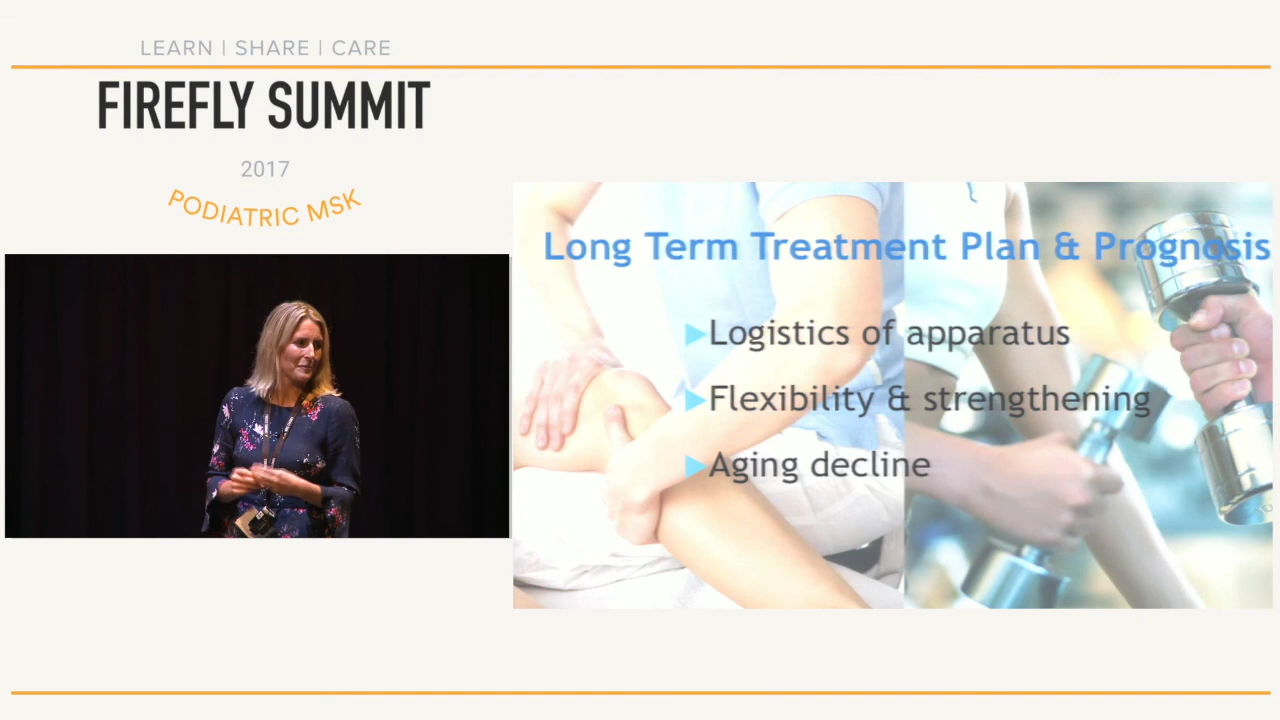 LEARN | SHARE | CARE
FIREFLY SUMMIT
2017
PODIATRIC MSK
Long Term Treatment Plan & Prognosis
Logistics of apparatus
Flexibility & strengthening
Aging decline